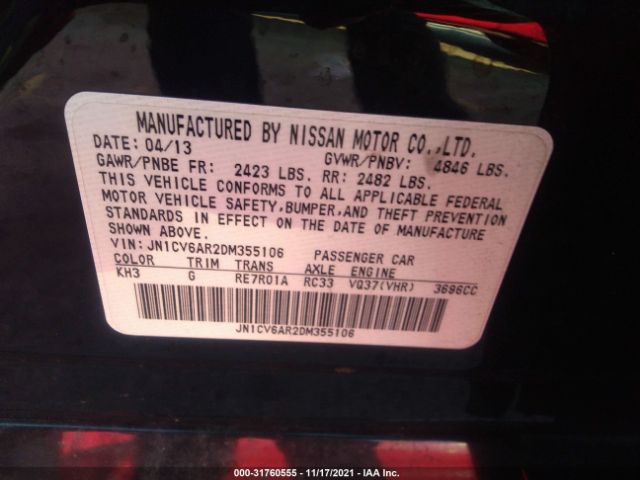 MANUFACTURED BY NISSAN MOTOR CO.,LTD.
DATE: 04/13 GVWR/PNBV: 4846 LBS.
GAWR/PNBE FR: 2423 LBS. RR: 2482 LBS.
THIS VEHICLE CONFORMS TO ALL APPLICABLE FEDERAL
MOTOR VEHICLE SAFETY, BUMPER, AND THEFT PREVENTION
STANDARDS IN EFFECT ON THE DATE OF MANUFACTURE
SHOWN ABOVE.
VIN: JN1CV6AR2DM355106 PASSENGER CAR
COLOR TRIM TRANS AXLE ENGINE
KH3 G RE7R01A RC33 VQ37(VHR) 3696CC
JN1CV6AR2DM355106
000-31760555 - 11/17/2021 - IAA Inc.